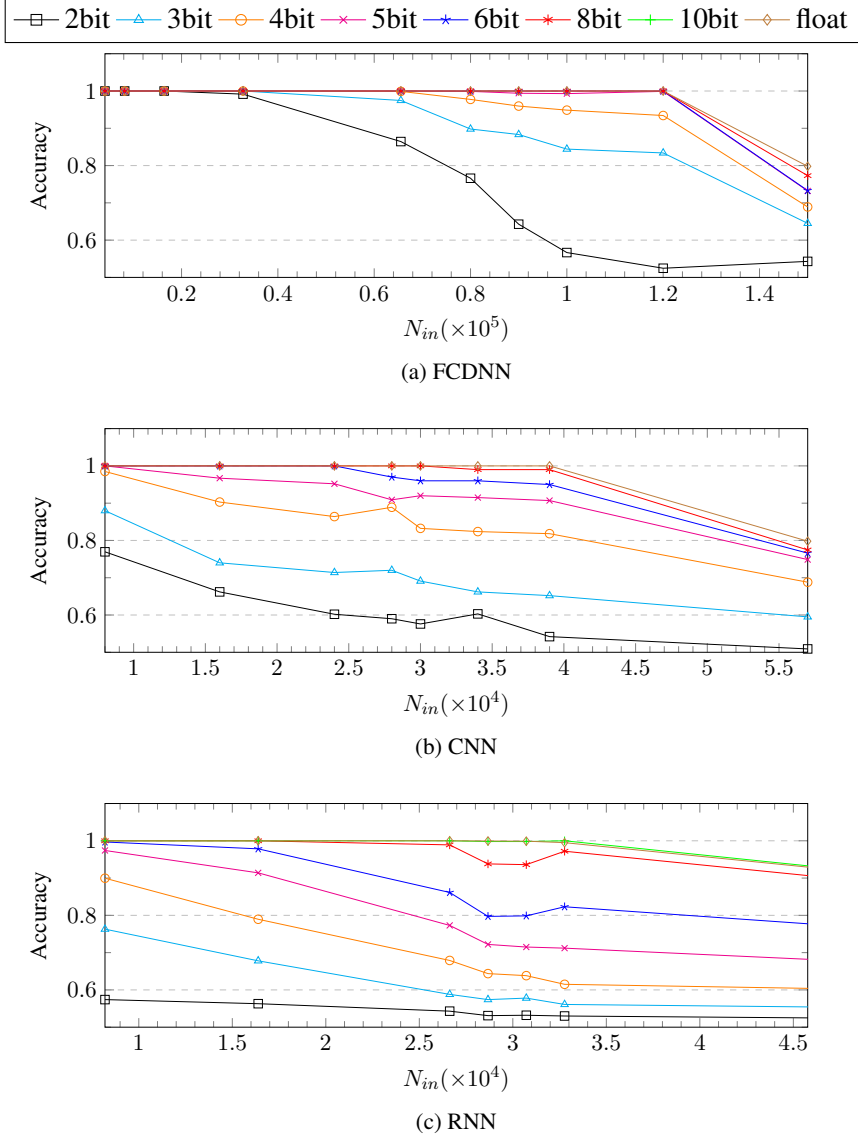 2bit 3bit 4bit 5bit 6bit 8bit 10bit float
1
0.8
0.6
Accuracy
0.2 0.4 0.6 0.8 1 1.2 1.4
N_in(×10^5)
(a) FCDNN
1
0.8
0.6
Accuracy
1 1.5 2 2.5 3 3.5 4 4.5 5 5.5
N_in(×10^4)
(b) CNN
1
0.8
0.6
Accuracy
1 1.5 2 2.5 3 3.5 4 4.5
N_in(×10^4)
(c) RNN